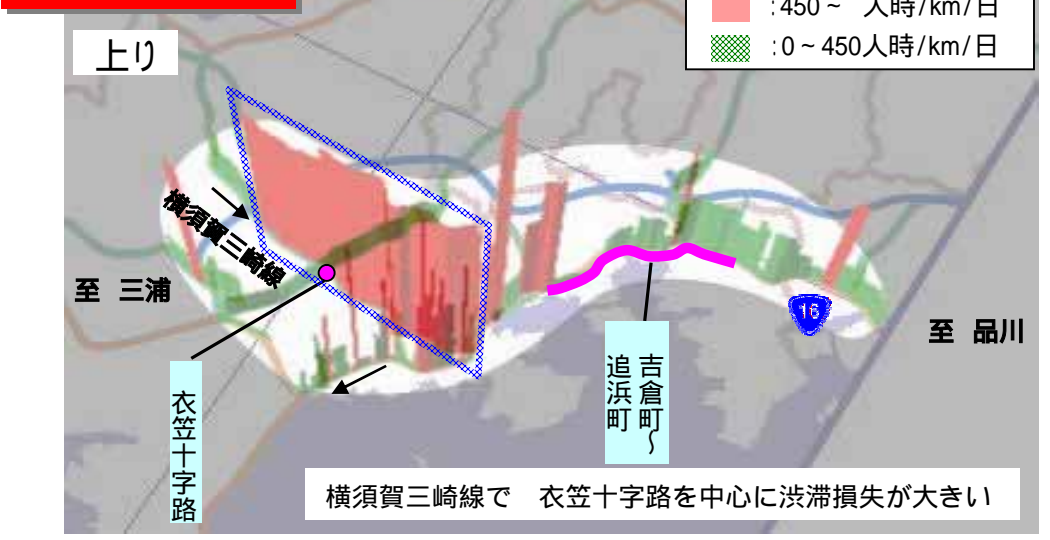 :450～ 人時/km/日
:0～450人時/km/日
上り
横須賀三崎線
至 三浦
16
至 品川
衣笠十字路
吉倉町～
追浜町
横須賀三崎線で 衣笠十字路を中心に渋滞損失が大きい